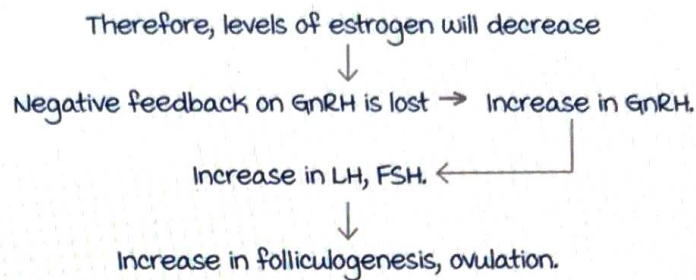 Therefore, levels of estrogen will decrease
Negative feedback on GnRH is lost → Increase in GnRH.
Increase in LH, FSH.
Increase in folliculogenesis, ovulation.